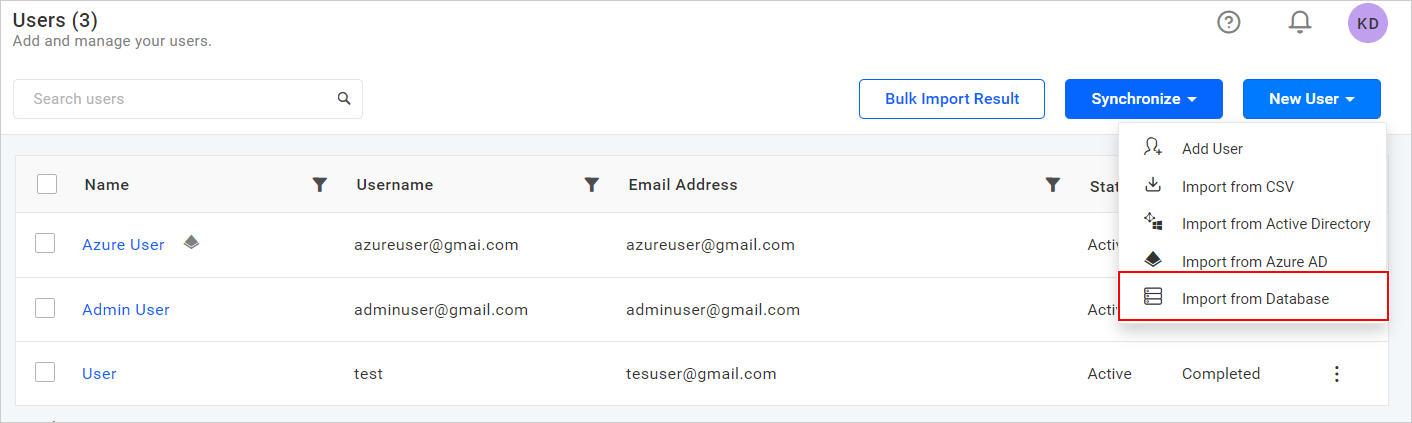 Users (3)
Add and manage your users.
KD
Search users
Bulk Import Result
Synchronize
New User
Add User
Import from CSV
Import from Active Directory
Import from Azure AD
Import from Database
Name Username Email Address
Azure User azureuser@gmai.com azureuser@gmail.com
Admin User adminuser@gmail.com adminuser@gmail.com
User test tesuser@gmail.com Active Completed